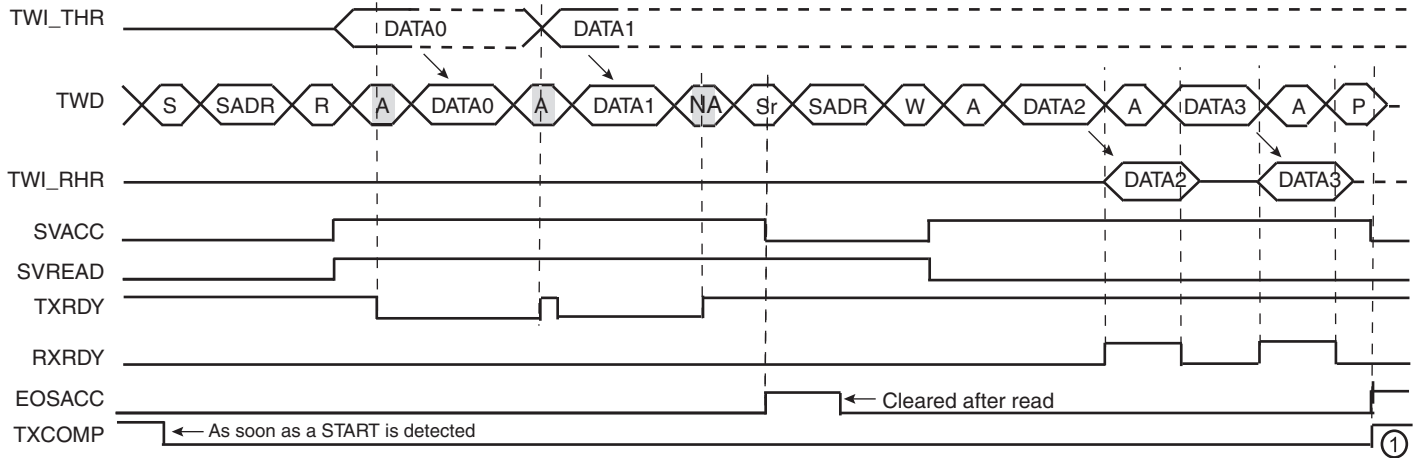 TWI_THR DATA0 DATA1
TWD S SADR R A DATA0 A DATA1 NA Sr SADR W A DATA2 A DATA3 A P
TWI_RHR DATA2 DATA3
SVACC
SVREAD
TXRDY
RXRDY
EOSACC Cleared after read
TXCOMP As soon as a START is detected 1